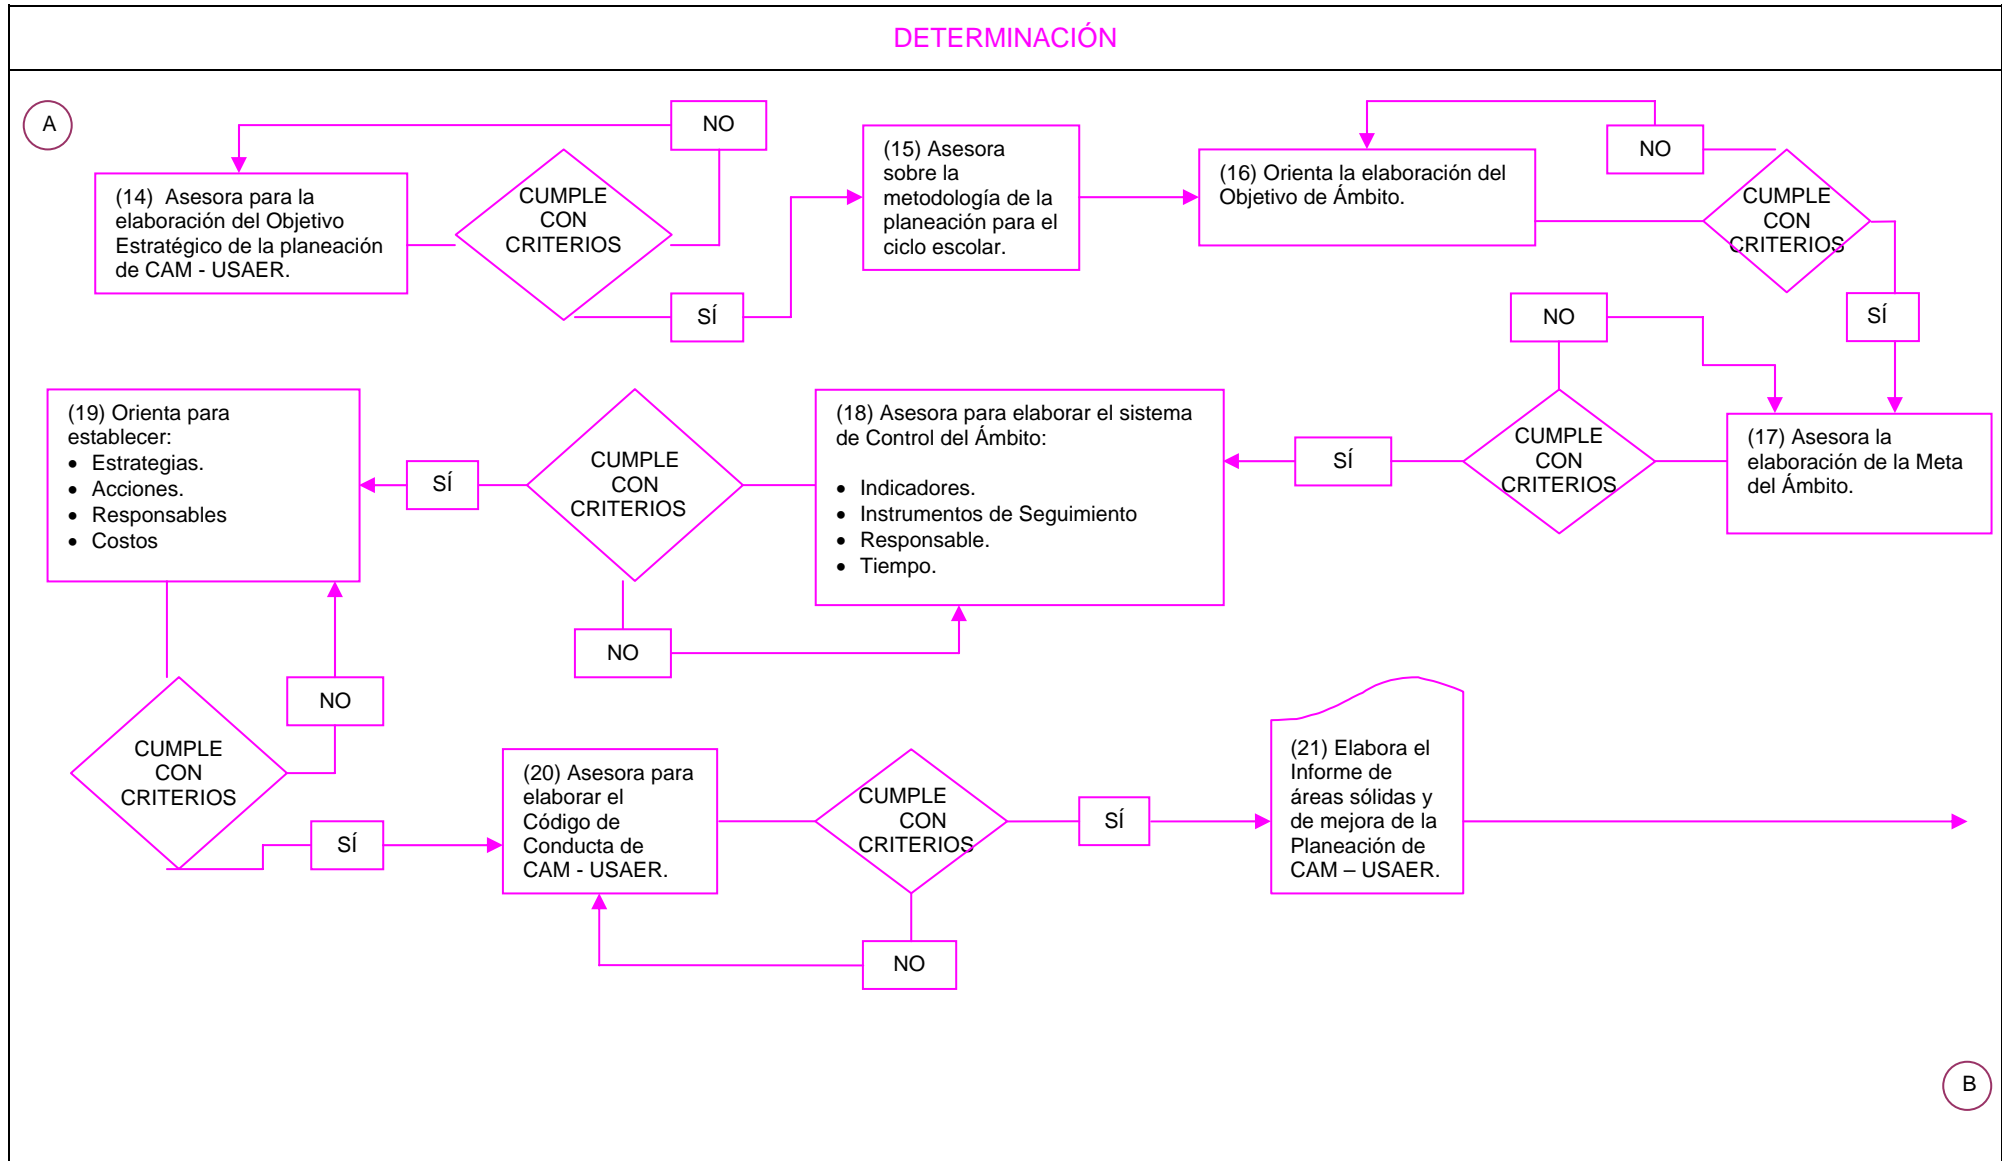 DETERMINACIÓN
A
NO
(14)  Asesora para la
elaboración del Objetivo
Estratégico de la planeación
de CAM - USAER.
CUMPLE
CON
CRITERIOS
SÍ
(15) Asesora
sobre la
metodología de la
planeación para el
ciclo escolar.
(16) Orienta la elaboración del
Objetivo de Ámbito.
NO
CUMPLE
CON
CRITERIOS
SÍ
(17) Asesora la
elaboración de la Meta
del Ámbito.
NO
CUMPLE
CON
CRITERIOS
SÍ
(18) Asesora para elaborar el sistema
de Control del Ámbito:
• Indicadores.
• Instrumentos de Seguimiento
• Responsable.
• Tiempo.
CUMPLE
CON
CRITERIOS
NO
SÍ
(19) Orienta para
establecer:
• Estrategias.
• Acciones.
• Responsables
• Costos
NO
CUMPLE
CON
CRITERIOS
SÍ
(20) Asesora para
elaborar el
Código de
Conducta de
CAM - USAER.
CUMPLE
CON
CRITERIOS
NO
SÍ
(21) Elabora el
Informe de
áreas sólidas y
de mejora de la
Planeación de
CAM – USAER.
B